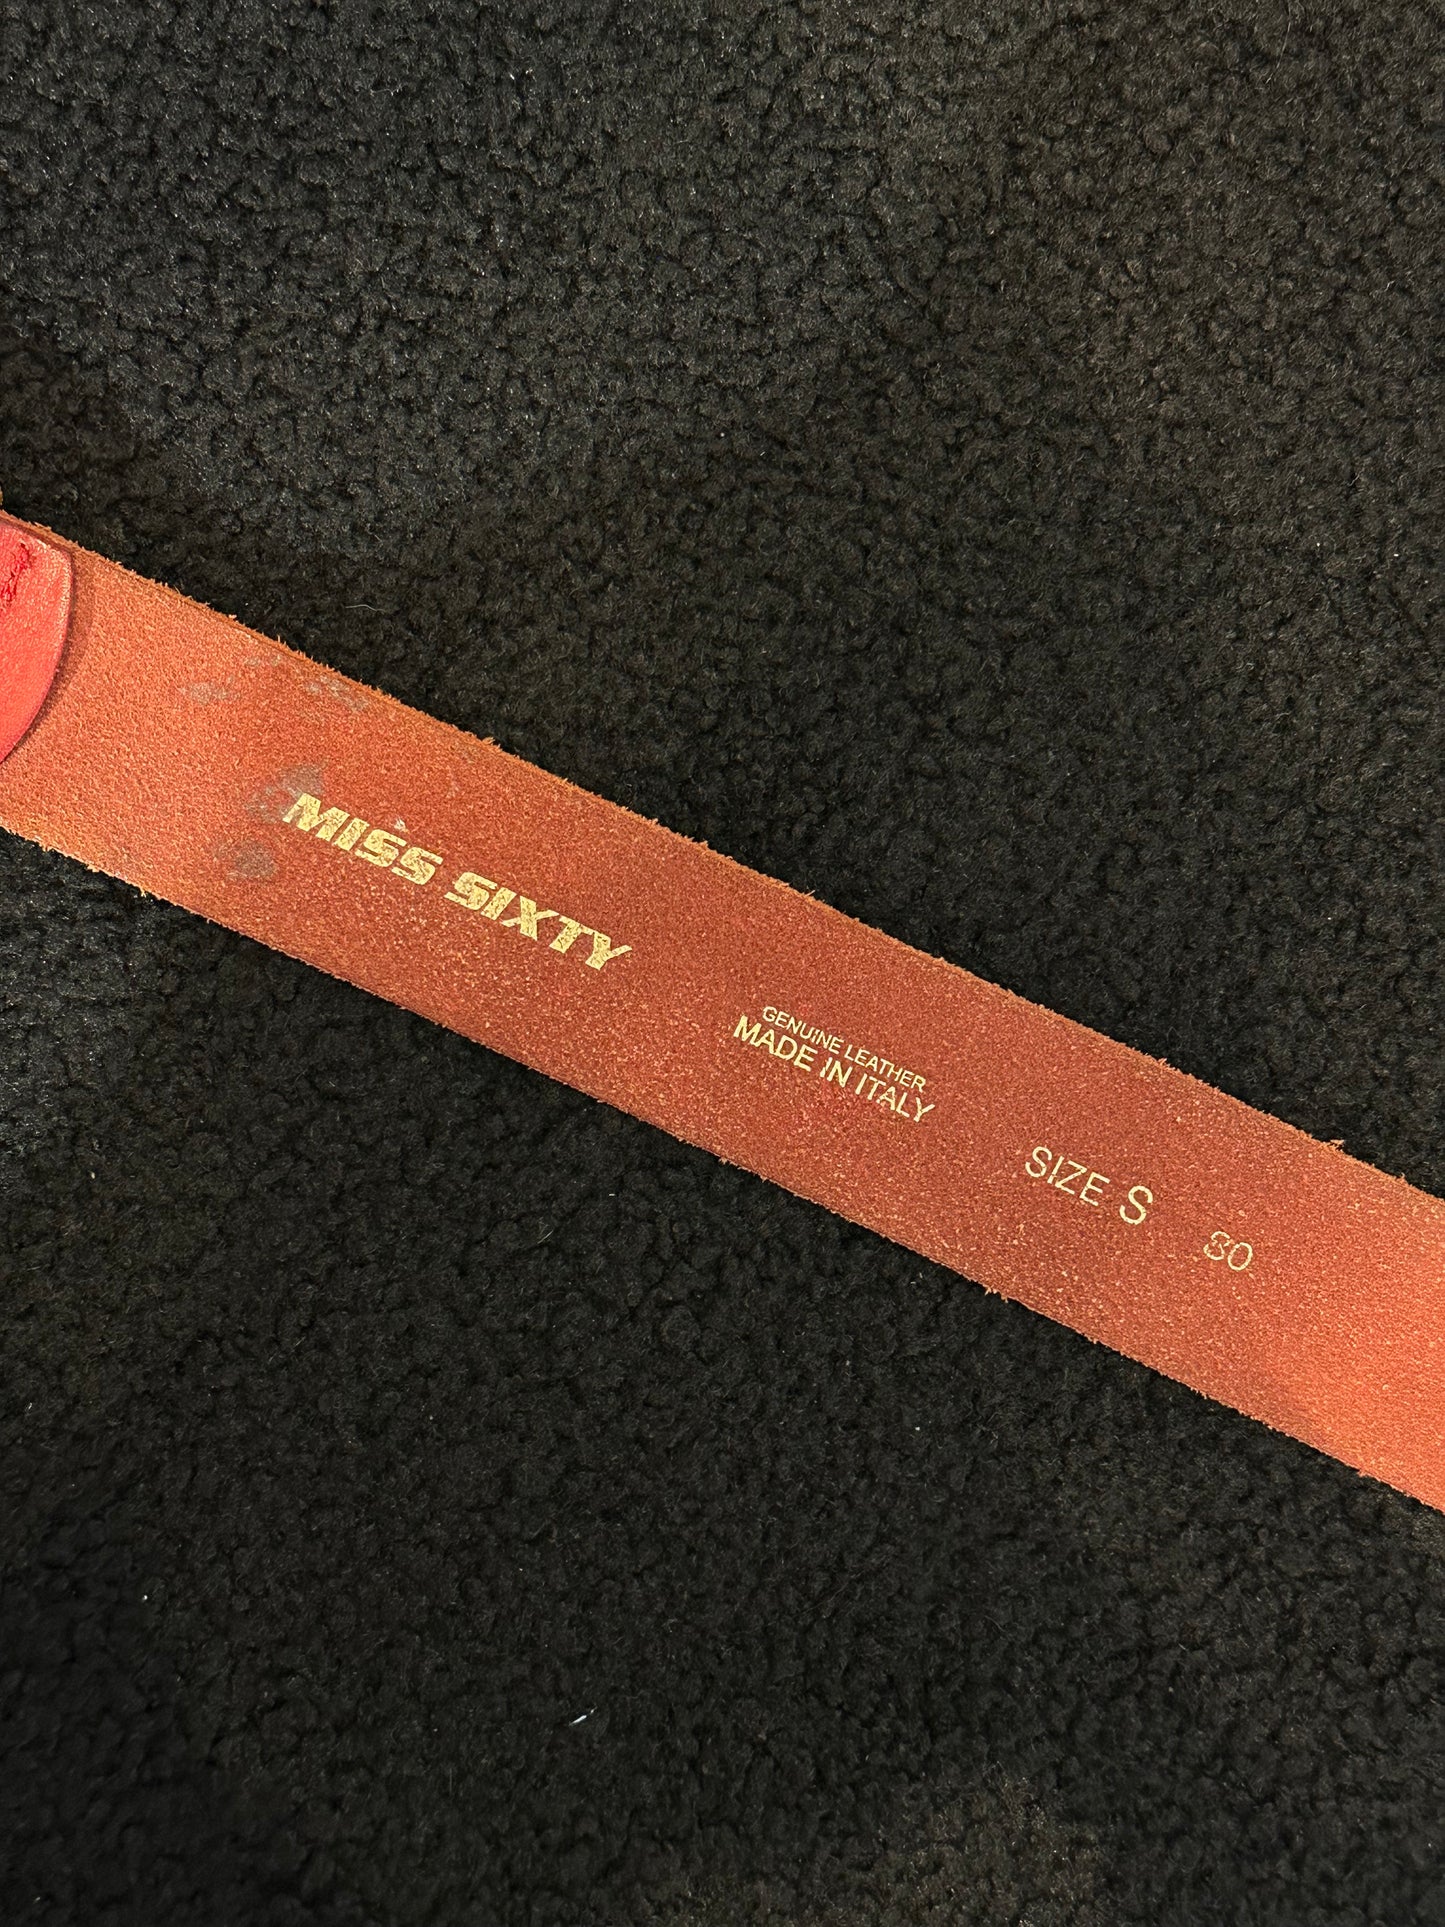 MISS SIXTY
GENUINE LEATHER
MADE IN ITALY
SIZE S 80